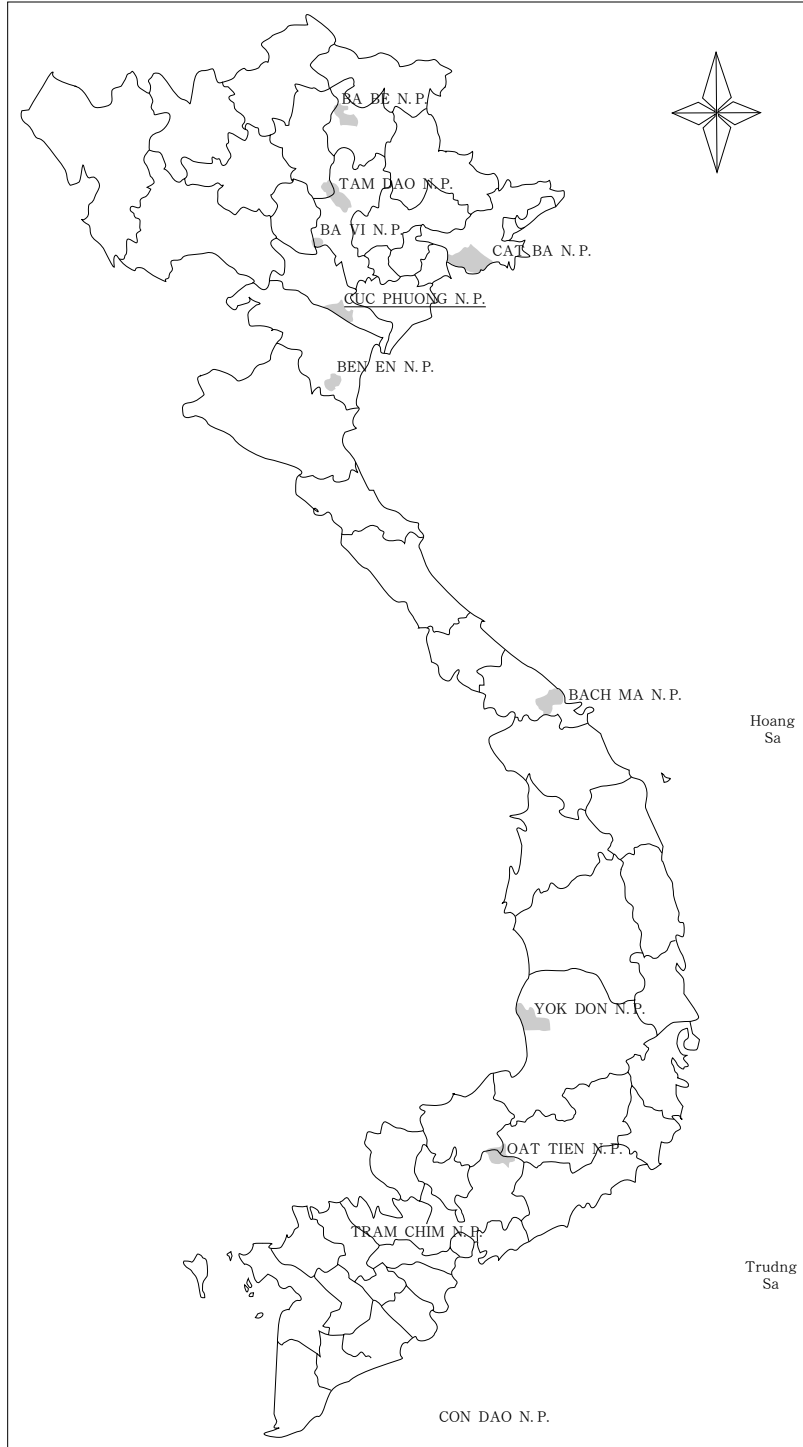 BA BE N.P.
TAM DAO N.P.
BA VI N.P.
CAT BA N.P.
CUC PHUONG N.P.
BEN EN N.P.
BACH MA N.P.
Hoang
Sa
YOK DON N.P.
OAT TIEN N.P.
TRAM CHIM N.P.
Trudng
Sa
CON DAO N.P.